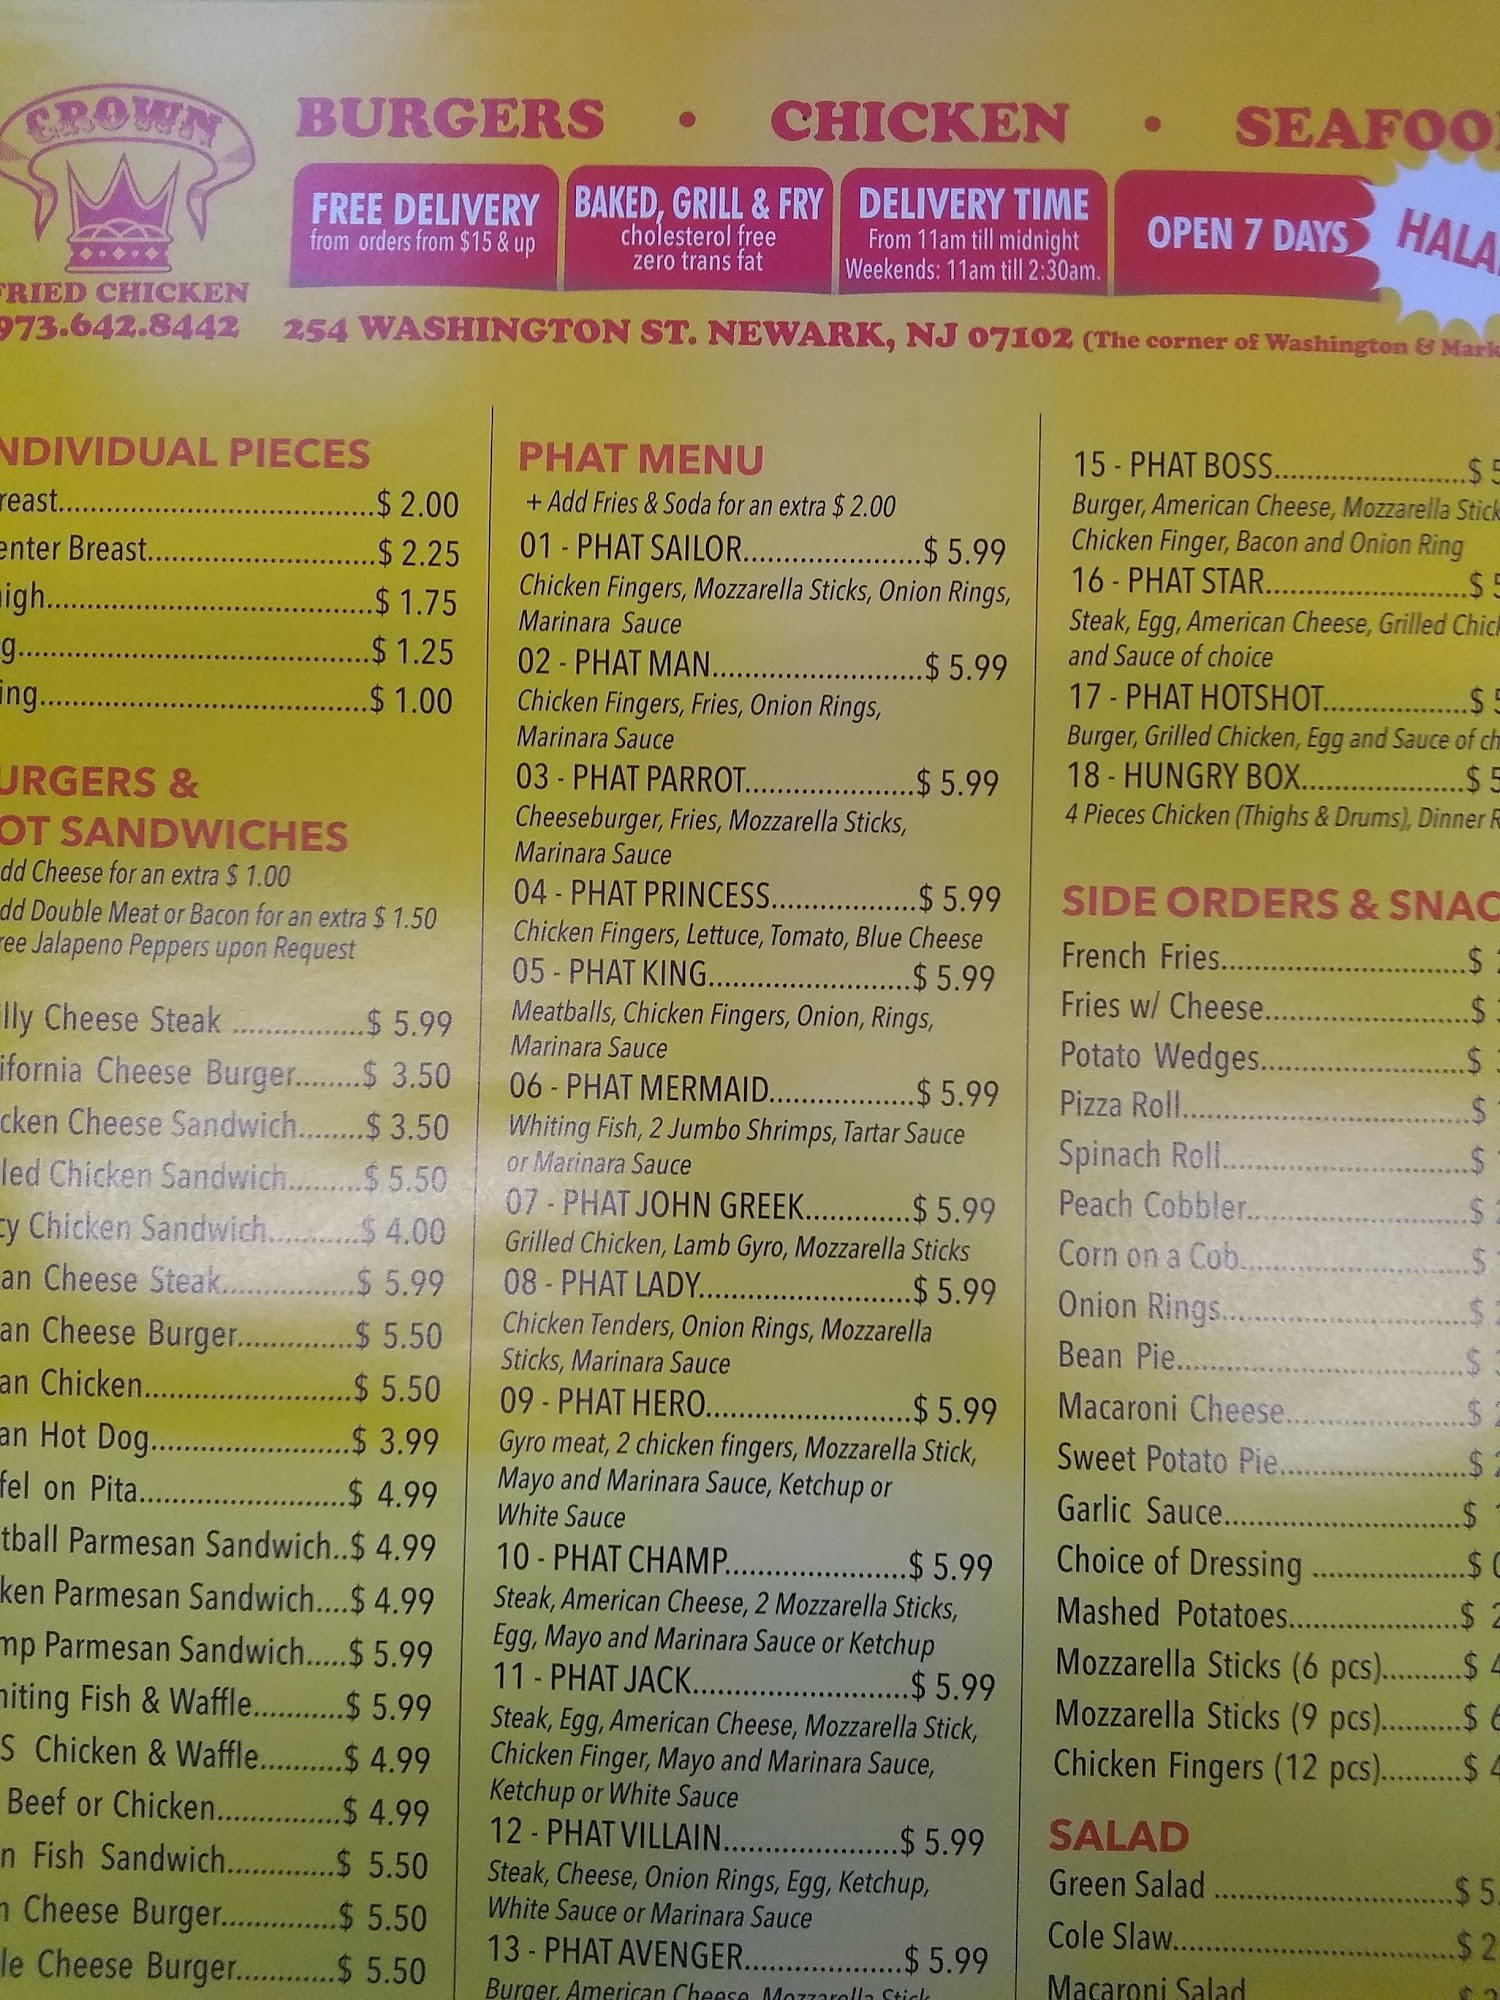 CROWN
FRIED CHICKEN
973.642.8442
BURGERS • CHICKEN • SEAFOO
FREE DELIVERY
from orders from $15 & up
BAKED, GRILL & FRY
cholesterol free
zero trans fat
DELIVERY TIME
From 11am till midnight
Weekends: 11am till 2:30am.
OPEN 7 DAYS
HALA
254 WASHINGTON ST. NEWARK, NJ 07102 (The corner of Washington & Mark
NDIVIDUAL PIECES
reast $ 2.00
enter Breast $ 2.25
igh $ 1.75
g $ 1.25
ing $ 1.00
URGERS &
OT SANDWICHES
dd Cheese for an extra $ 1.00
dd Double Meat or Bacon for an extra $ 1.50
ree Jalapeno Peppers upon Request
illy Cheese Steak $ 5.99
ifornia Cheese Burger $ 3.50
cken Cheese Sandwich $ 3.50
lled Chicken Sandwich $ 5.50
cy Chicken Sandwich $ 4.00
an Cheese Steak $ 5.99
an Cheese Burger $ 5.50
an Chicken $ 5.50
an Hot Dog $ 3.99
fel on Pita $ 4.99
tball Parmesan Sandwich $ 4.99
ken Parmesan Sandwich $ 4.99
mp Parmesan Sandwich $ 5.99
hiting Fish & Waffle $ 5.99
S Chicken & Waffle $ 4.99
Beef or Chicken $ 4.99
n Fish Sandwich $ 5.50
n Cheese Burger $ 5.50
le Cheese Burger $ 5.50
PHAT MENU
+ Add Fries & Soda for an extra $ 2.00
01 - PHAT SAILOR $ 5.99
Chicken Fingers, Mozzarella Sticks, Onion Rings,
Marinara Sauce
02 - PHAT MAN $ 5.99
Chicken Fingers, Fries, Onion Rings,
Marinara Sauce
03 - PHAT PARROT $ 5.99
Cheeseburger, Fries, Mozzarella Sticks,
Marinara Sauce
04 - PHAT PRINCESS $ 5.99
Chicken Fingers, Lettuce, Tomato, Blue Cheese
05 - PHAT KING $ 5.99
Meatballs, Chicken Fingers, Onion, Rings,
Marinara Sauce
06 - PHAT MERMAID $ 5.99
Whiting Fish, 2 Jumbo Shrimps, Tartar Sauce
or Marinara Sauce
07 - PHAT JOHN GREEK $ 5.99
Grilled Chicken, Lamb Gyro, Mozzarella Sticks
08 - PHAT LADY $ 5.99
Chicken Tenders, Onion Rings, Mozzarella
Sticks, Marinara Sauce
09 - PHAT HERO $ 5.99
Gyro meat, 2 chicken fingers, Mozzarella Stick,
Mayo and Marinara Sauce, Ketchup or
White Sauce
10 - PHAT CHAMP $ 5.99
Steak, American Cheese, 2 Mozzarella Sticks,
Egg, Mayo and Marinara Sauce or Ketchup
11 - PHAT JACK $ 5.99
Steak, Egg, American Cheese, Mozzarella Stick,
Chicken Finger, Mayo and Marinara Sauce,
Ketchup or White Sauce
12 - PHAT VILLAIN $ 5.99
Steak, Cheese, Onion Rings, Egg, Ketchup,
White Sauce or Marinara Sauce
13 - PHAT AVENGER $ 5.99
Burger, American Cheese, Mozzarella Stick
15 - PHAT BOSS $ 5
Burger, American Cheese, Mozzarella Stick
Chicken Finger, Bacon and Onion Ring
16 - PHAT STAR $ 5
Steak, Egg, American Cheese, Grilled Chick
and Sauce of choice
17 - PHAT HOTSHOT $ 5
Burger, Grilled Chicken, Egg and Sauce of ch
18 - HUNGRY BOX $ 5
4 Pieces Chicken (Thighs & Drums), Dinner R
SIDE ORDERS & SNAC
French Fries $
Fries w/ Cheese $
Potato Wedges $
Pizza Roll $
Spinach Roll $
Peach Cobbler $
Corn on a Cob $
Onion Rings $
Bean Pie $
Macaroni Cheese $
Sweet Potato Pie $
Garlic Sauce $
Choice of Dressing $
Mashed Potatoes $ 2
Mozzarella Sticks (6 pcs) $ 4
Mozzarella Sticks (9 pcs) $ 6
Chicken Fingers (12 pcs) $ 4
SALAD
Green Salad $ 5.
Cole Slaw $ 2
Macaroni Salad $ 2